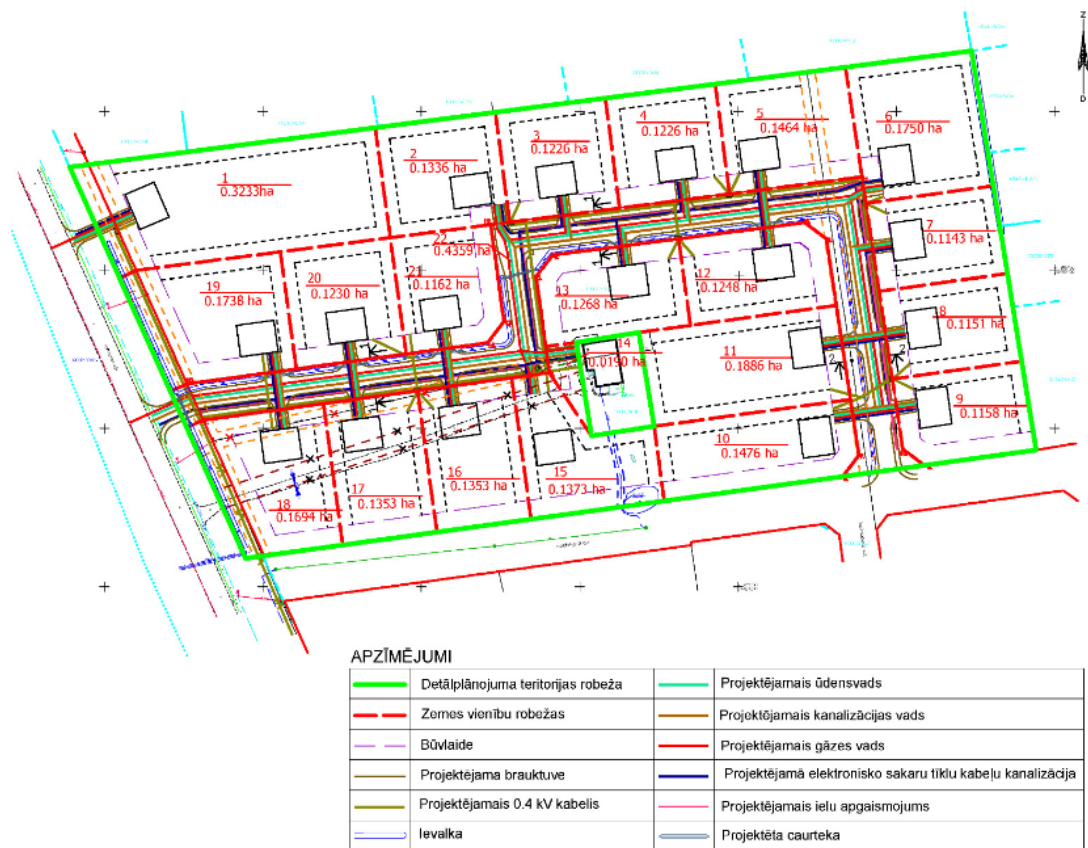 Z
D
1
0.3233ha
2
0.1336 ha
3
0.1226 ha
4
0.1226 ha
5
0.1464 ha
6
0.1750 ha
7
0.1143 ha
8
0.1151 ha
9
0.1158 ha
10
0.1476 ha
11
0.1886 ha
12
0.1248 ha
13
0.1268 ha
14
0.0190 ha
15
0.1373 ha
16
0.1353 ha
17
0.1353 ha
18
0.1694 ha
19
0.1738 ha
20
0.1230 ha
21
0.1162 ha
22
0.4359 ha
2
2
APZĪMĒJUMI
Detālplānojuma teritorijas robeža
Projektējamais ūdensvads
Zemes vienību robežas
Projektējamais kanalizācijas vads
Būvlaide
Projektējamais gāzes vads
Projektējama brauktuve
Projektējamā elektronisko sakaru tīklu kabeļu kanalizācija
Projektējamais 0.4 kV kabelis
Projektējamais ielu apgaismojums
Ievalka
Projektēta caurteka